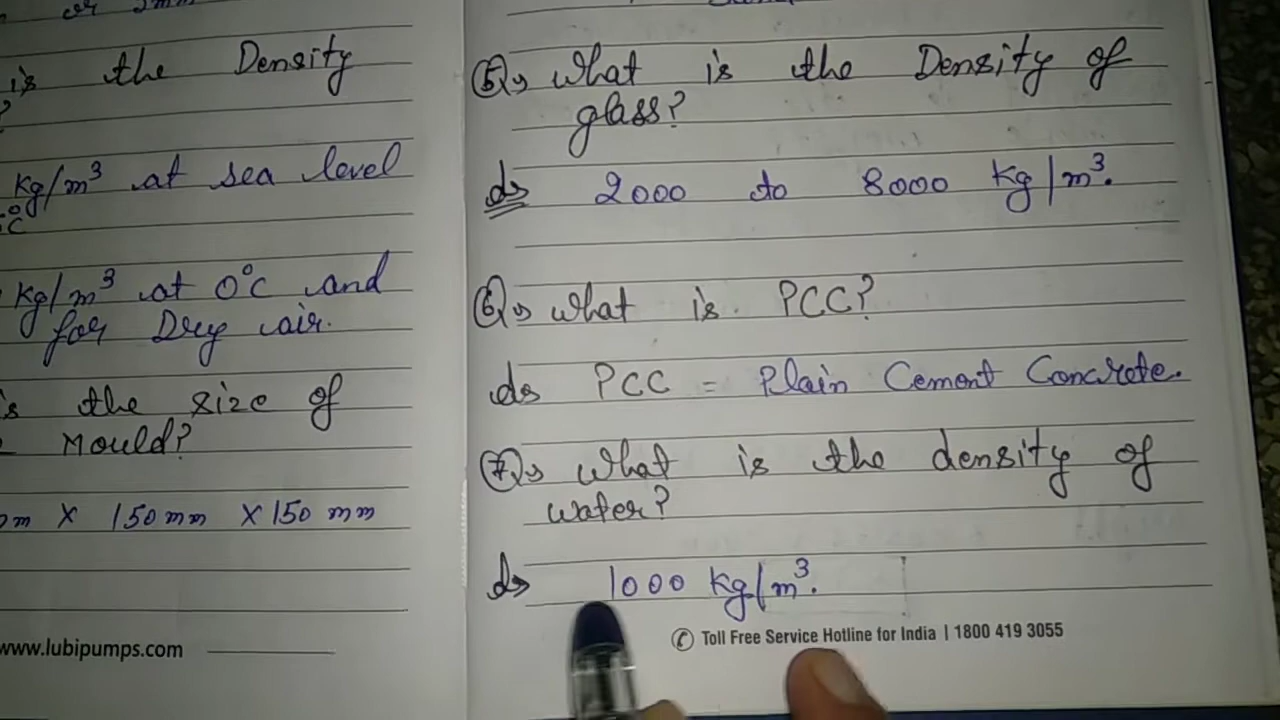 is the Density
?
kg/m³ at sea level
°C
kg/m³ at 0°C and
for Dry air.
the size of
Mould?
m x 150 mm x 150 mm
www.lubipumps.com
⑤ What is the Density of
glass?
2000 to 8000 kg/m³.
⑥ What is PCC?
PCC = Plain Cement Concrete.
⑦ What is the density of
water?
1000 kg/m³.
Toll Free Service Hotline for India | 1800 419 3055